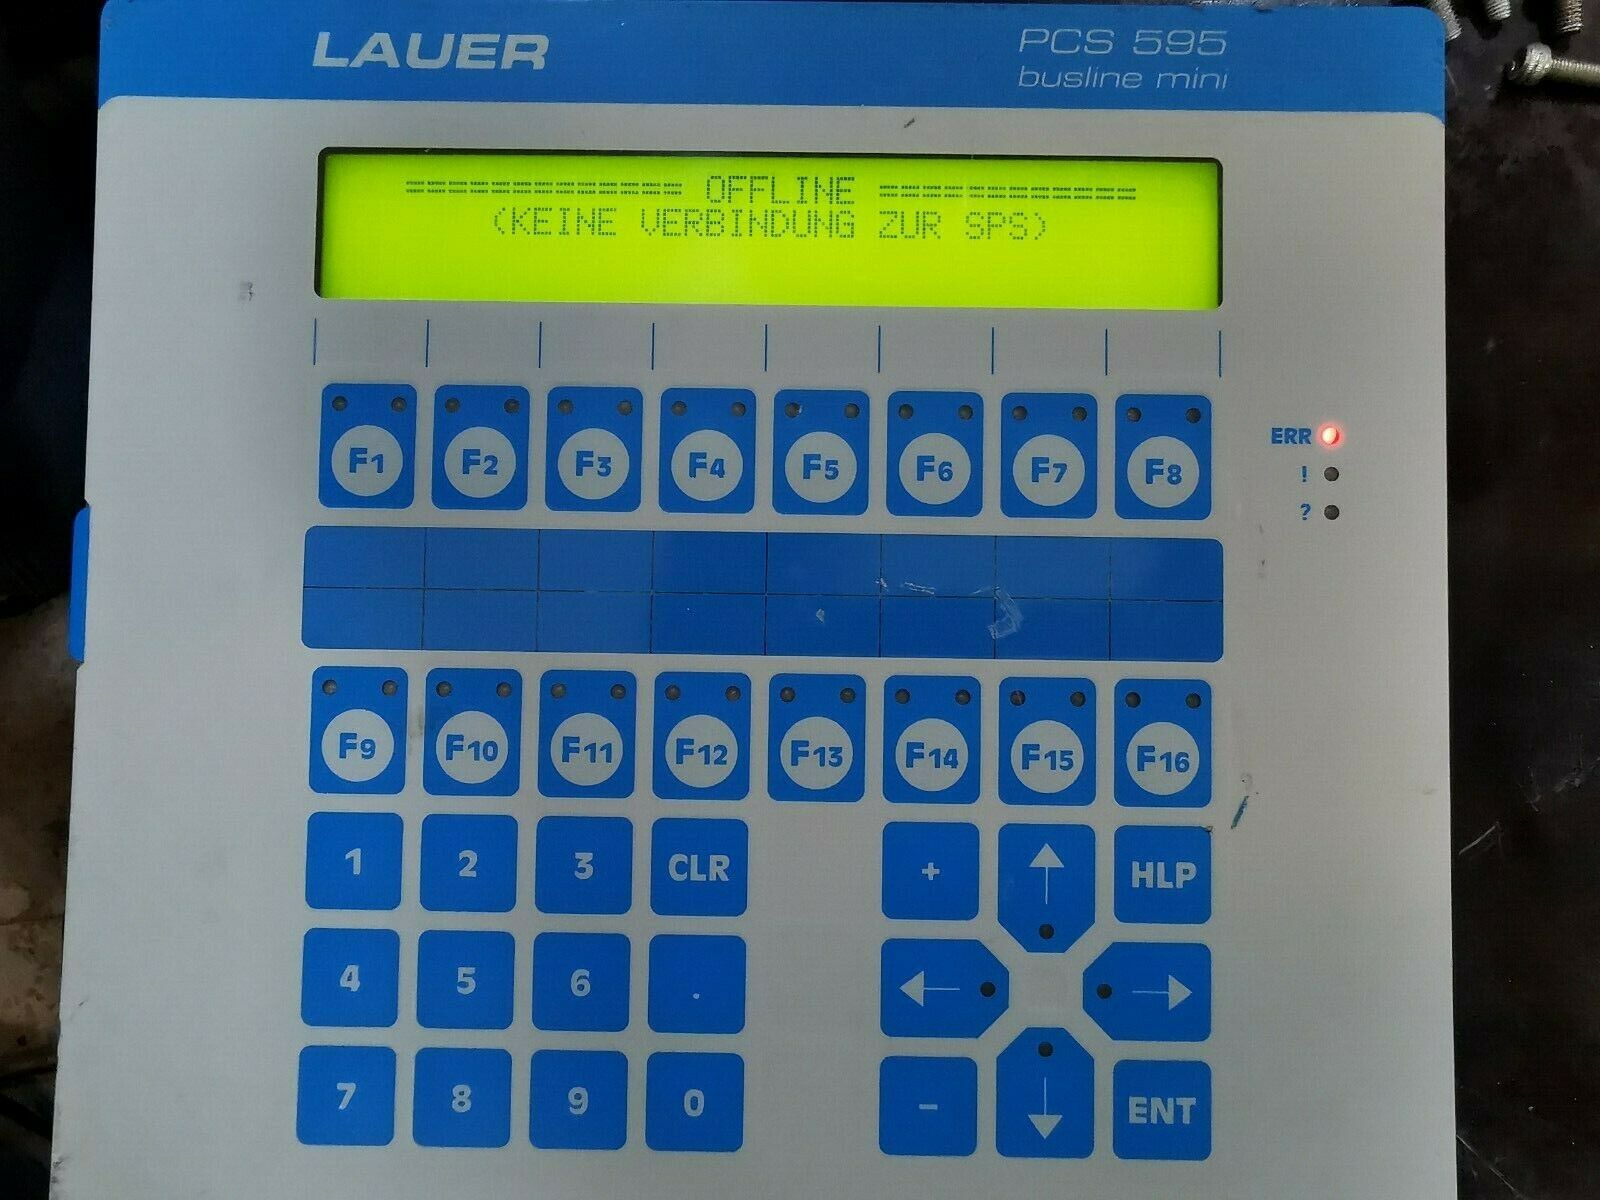 LAUER
PCS 595
busline mini
============= OFFLINE ============
(KEINE VERBINDUNG ZUR SPS)
F1 F2 F3 F4 F5 F6 F7 F8
ERR
!
?
F9 F10 F11 F12 F13 F14 F15 F16
1 2 3 CLR + HLP
4 5 6 .
7 8 9 0 - ENT